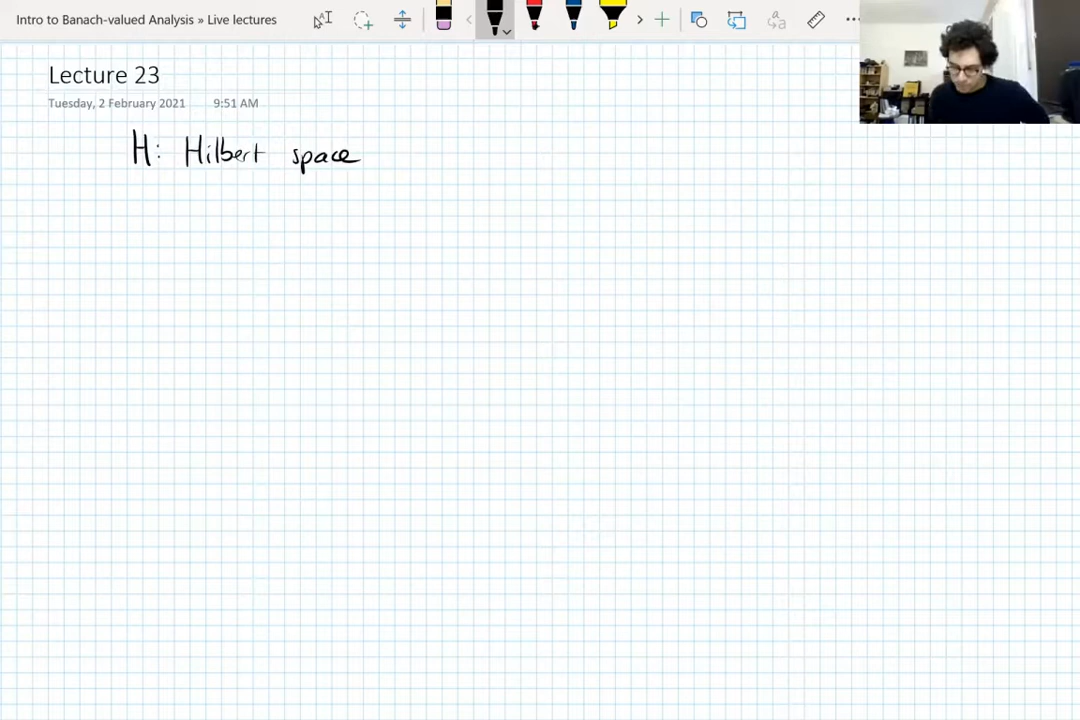 Intro to Banach-valued Analysis » Live lectures
Lecture 23
Tuesday, 2 February 2021 9:51 AM
H: Hilbert space